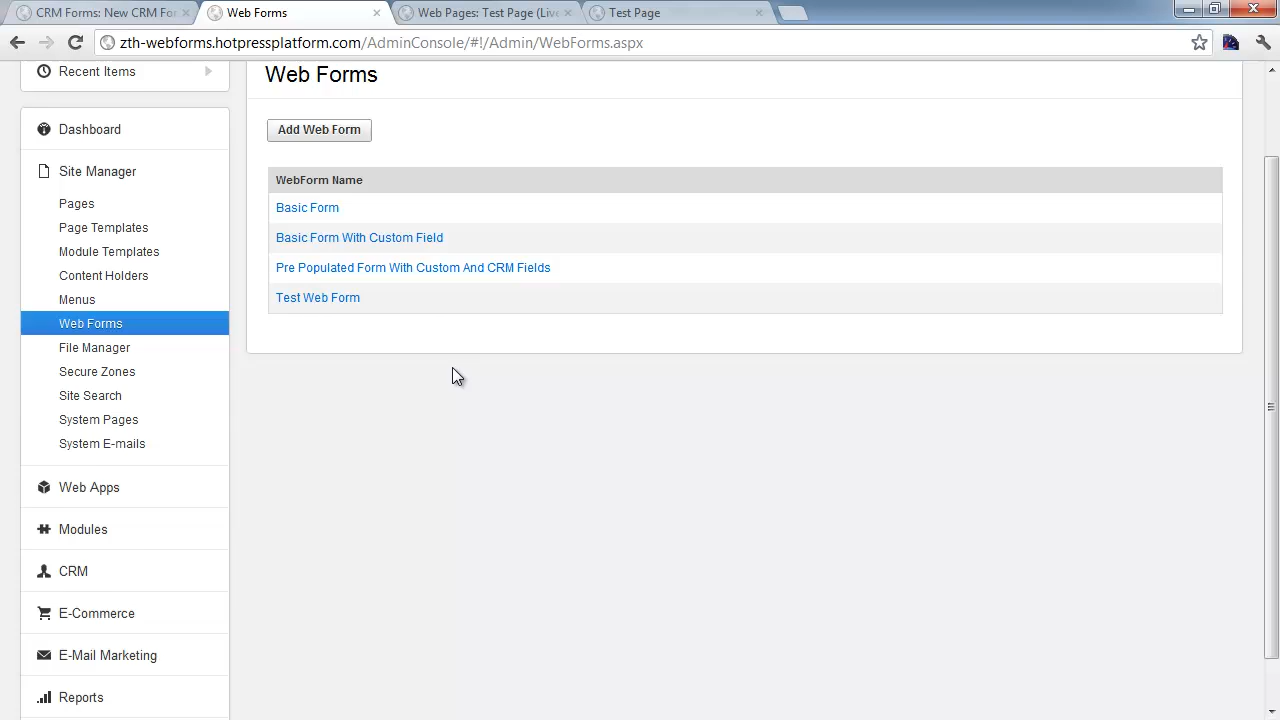 CRM Forms: New CRM For
Web Forms
Web Pages: Test Page (Live
Test Page
zth-webforms.hotpressplatform.com/AdminConsole/#!/Admin/WebForms.aspx
Recent Items
Dashboard
Site Manager
Pages
Page Templates
Module Templates
Content Holders
Menus
Web Forms
File Manager
Secure Zones
Site Search
System Pages
System E-mails
Web Apps
Modules
CRM
E-Commerce
E-Mail Marketing
Reports
Web Forms
Add Web Form
WebForm Name
Basic Form
Basic Form With Custom Field
Pre Populated Form With Custom And CRM Fields
Test Web Form